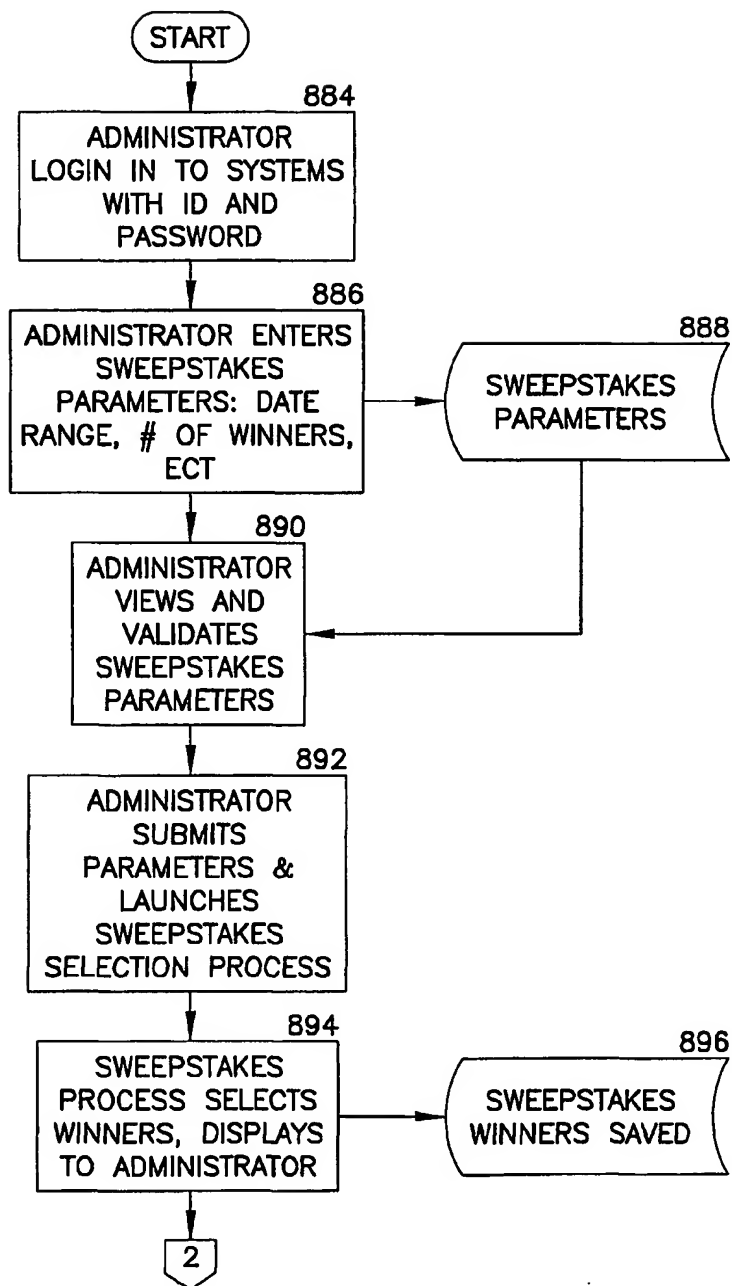 START
884
ADMINISTRATOR
LOGIN IN TO SYSTEMS
WITH ID AND
PASSWORD
886
ADMINISTRATOR ENTERS
SWEEPSTAKES
PARAMETERS: DATE
RANGE, # OF WINNERS,
ECT
888
SWEEPSTAKES
PARAMETERS
890
ADMINISTRATOR
VIEWS AND
VALIDATES
SWEEPSTAKES
PARAMETERS
892
ADMINISTRATOR
SUBMITS
PARAMETERS &
LAUNCHES
SWEEPSTAKES
SELECTION PROCESS
894
SWEEPSTAKES
PROCESS SELECTS
WINNERS, DISPLAYS
TO ADMINISTRATOR
896
SWEEPSTAKES
WINNERS SAVED
2